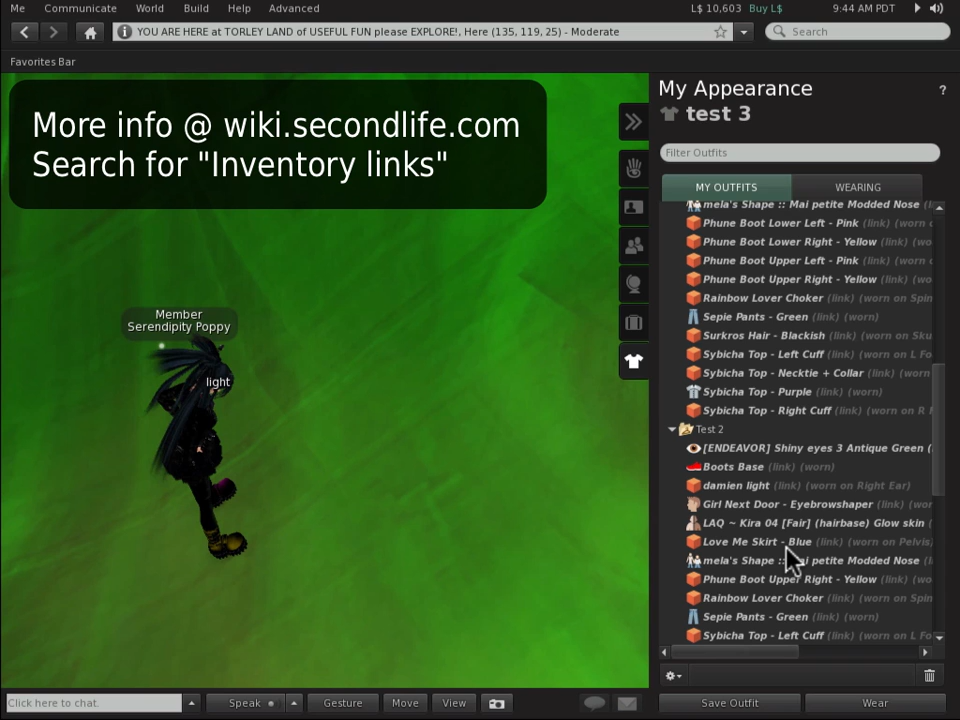 Me Communicate World Build Help Advanced L$ 10,603 Buy L$ 9:44 AM PDT
YOU ARE HERE at TORLEY LAND of USEFUL FUN please EXPLORE!, Here (135, 119, 25) - Moderate Search
Favorites Bar
More info @ wiki.secondlife.com
Search for "Inventory links"
Member
Serendipity Poppy
light
My Appearance ?
test 3
Filter Outfits
MY OUTFITS WEARING
mela's Shape :: Mai petite Modded Nose
Phune Boot Lower Left - Pink (link) (worn
Phune Boot Lower Right - Yellow (link) (wo
Phune Boot Upper Left - Pink (link) (worn
Phune Boot Upper Right - Yellow (link) (wo
Rainbow Lover Choker (link) (worn on Spin
Sepie Pants - Green (link) (worn)
Surkros Hair - Blackish (link) (worn on Sku
Sybicha Top - Left Cuff (link) (worn on L Fo
Sybicha Top - Necktie + Collar (link) (worn
Sybicha Top - Purple (link) (worn)
Sybicha Top - Right Cuff (link) (worn on R
Test 2
[ENDEAVOR] Shiny eyes 3 Antique Green (
Boots Base (link) (worn)
damien light (link) (worn on Right Ear)
Girl Next Door - Eyebrowshaper (link) (wo
LAQ ~ Kira 04 [Fair] (hairbase) Glow skin (
Love Me Skirt - Blue (link) (worn on Pelvis
mela's Shape :: Mai petite Modded Nose
Phune Boot Upper Right - Yellow (link) (wo
Rainbow Lover Choker (link) (worn on Spin
Sepie Pants - Green (link) (worn)
Sybicha Top - Left Cuff (link) (worn on L Fo
Click here to chat. Speak Gesture Move View Save Outfit Wear